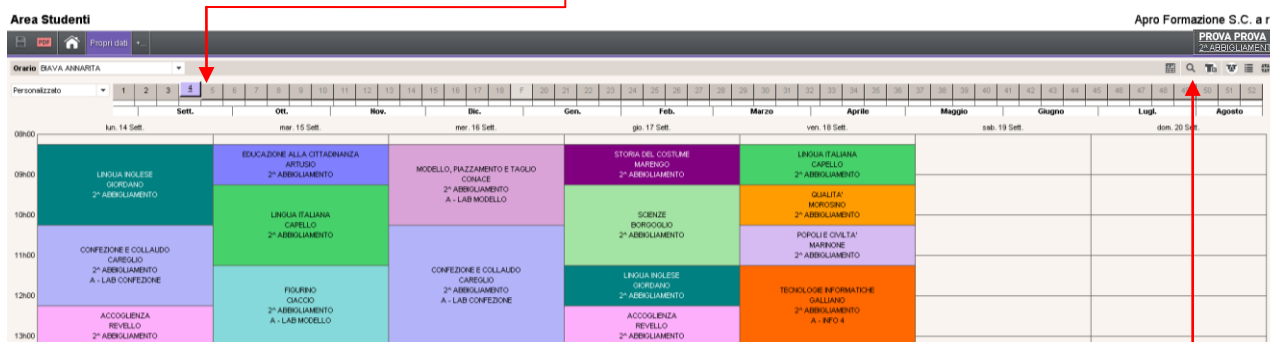 Area Studenti
Apro Formazione S.C. a r
PDF
Propri dati
+...
PROVA PROVA
2^ABBIGLIAMENT
Orario BIAVA ANNARITA
Personalizzato 1 2 3 4 5 6 7 8 9 10 11 12 13 14 15 16 17 18 F 20 21 22 23 24 25 26 27 28 29 30 31 32 33 34 35 36 37 38 39 40 41 42 43 44 45 46 47 48 50 51 52
Sett. Ott. Nov. Dic. Gen. Feb. Marzo Aprile Maggio Giugno Lugl. Agosto
lun. 14 Sett. mar. 15 Sett. mer. 16 Sett. gio. 17 Sett. ven. 18 Sett. sab. 19 Sett. dom. 20 Sett.
08h00
09h00
10h00
11h00
12h00
13h00
LINGUA INGLESE
GIORDANO
2^ ABBIGLIAMENTO
CONFEZIONE E COLLAUDO
CAREGLIO
2^ ABBIGLIAMENTO
A - LAB CONFEZIONE
ACCOGLIENZA
REVELLO
2^ ABBIGLIAMENTO
EDUCAZIONE ALLA CITTADINANZA
ARTUSIO
2^ ABBIGLIAMENTO
LINGUA ITALIANA
CAPELLO
2^ ABBIGLIAMENTO
FIGURINO
CIACCIO
2^ ABBIGLIAMENTO
A - LAB MODELLO
MODELLO, PIAZZAMENTO E TAGLIO
CONACE
2^ ABBIGLIAMENTO
A - LAB MODELLO
CONFEZIONE E COLLAUDO
CAREGLIO
2^ ABBIGLIAMENTO
A - LAB CONFEZIONE
STORIA DEL COSTUME
MARENGO
2^ ABBIGLIAMENTO
SCIENZE
BORGOGLIO
2^ ABBIGLIAMENTO
LINGUA INGLESE
GIORDANO
2^ ABBIGLIAMENTO
ACCOGLIENZA
REVELLO
2^ ABBIGLIAMENTO
LINGUA ITALIANA
CAPELLO
2^ ABBIGLIAMENTO
QUALITA'
MOROSINO
2^ ABBIGLIAMENTO
POPOLI E CIVILTA'
MARINONE
2^ ABBIGLIAMENTO
TECNOLOGIE INFORMATICHE
GALLIANO
2^ ABBIGLIAMENTO
A - INFO 4